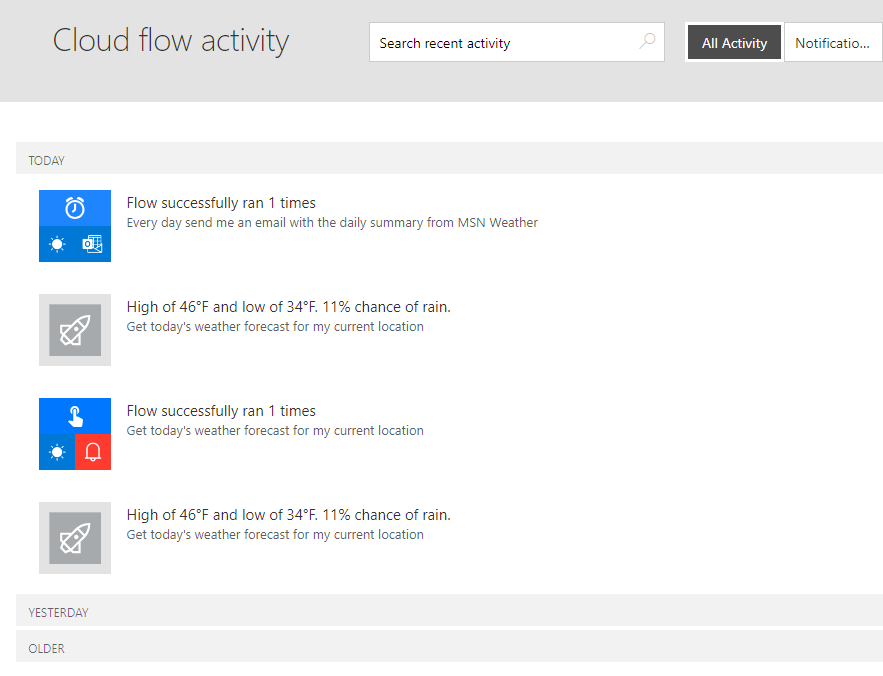 Cloud flow activity
Search recent activity
All Activity
Notificatio...
TODAY
Flow successfully ran 1 times
Every day send me an email with the daily summary from MSN Weather
High of 46°F and low of 34°F. 11% chance of rain.
Get today's weather forecast for my current location
Flow successfully ran 1 times
Get today's weather forecast for my current location
High of 46°F and low of 34°F. 11% chance of rain.
Get today's weather forecast for my current location
YESTERDAY
OLDER